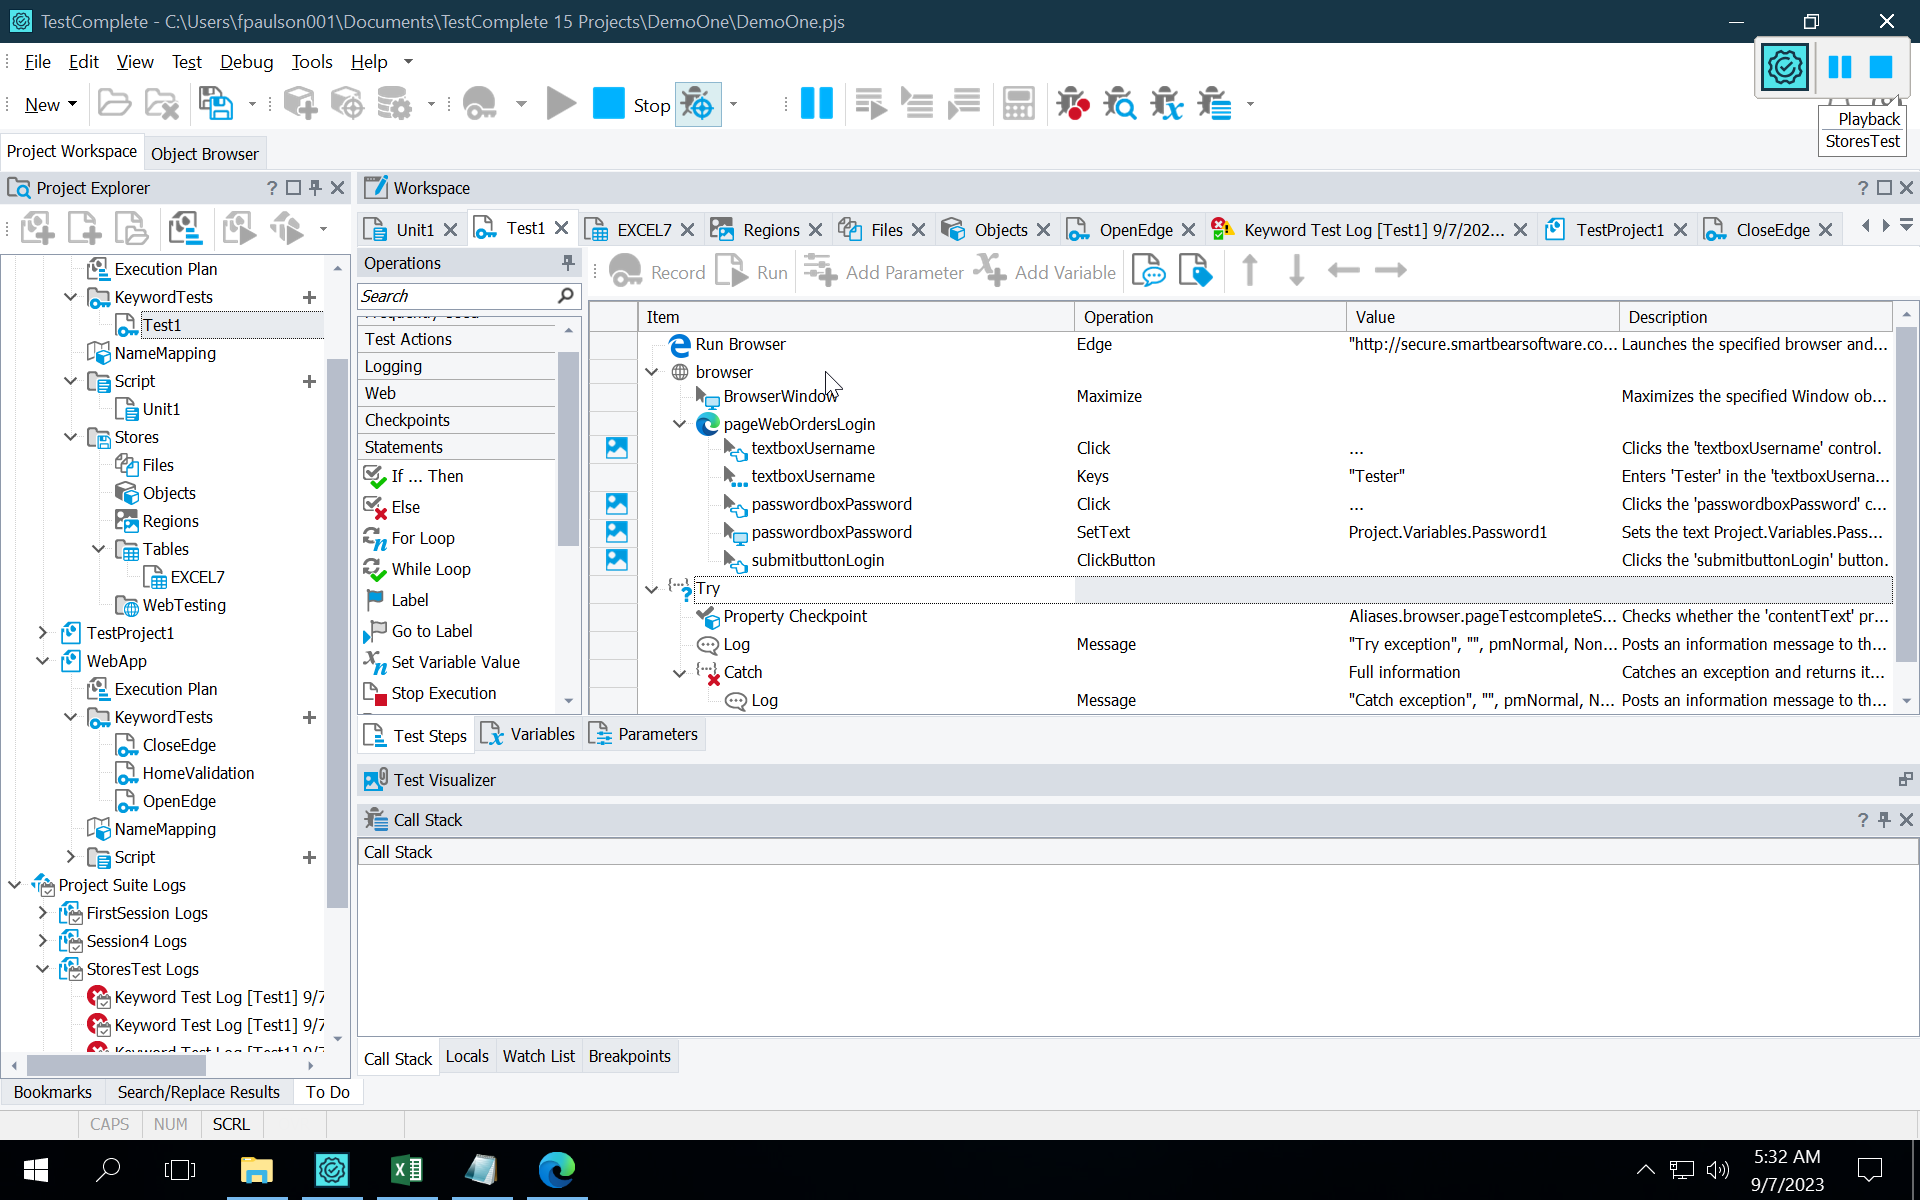 TestComplete - C:\Users\fpaulson001\Documents\TestComplete 15 Projects\DemoOne\DemoOne.pjs
File Edit View Test Debug Tools Help
New Stop
Playback
StoresTest
Project Workspace Object Browser
Project Explorer
Workspace
Unit1 Test1 EXCEL7 Regions Files Objects OpenEdge Keyword Test Log [Test1] 9/7/202... TestProject1 CloseEdge
Operations
Record Run Add Parameter Add Variable
Search
Test Actions
Logging
Web
Checkpoints
Statements
If ... Then
Else
For Loop
While Loop
Label
Go to Label
Set Variable Value
Stop Execution
Item Operation Value Description
Run Browser Edge "http://secure.smartbearsoftware.co... Launches the specified browser and...
browser
BrowserWindow Maximize Maximizes the specified Window ob...
pageWebOrdersLogin
textboxUsername Click ... Clicks the 'textboxUsername' control.
textboxUsername Keys "Tester" Enters 'Tester' in the 'textboxUserna...
passwordboxPassword Click ... Clicks the 'passwordboxPassword' c...
passwordboxPassword SetText Project.Variables.Password1 Sets the text Project.Variables.Pass...
submitbuttonLogin ClickButton Clicks the 'submitbuttonLogin' button.
Try
Property Checkpoint Aliases.browser.pageTestcompleteS... Checks whether the 'contentText' pr...
Log Message "Try exception", "", pmNormal, Non... Posts an information message to th...
Catch Full information Catches an exception and returns it...
Log Message "Catch exception", "", pmNormal, N... Posts an information message to th...
Test Steps Variables Parameters
Test Visualizer
Call Stack
Call Stack
Call Stack Locals Watch List Breakpoints
Execution Plan
KeywordTests
Test1
NameMapping
Script
Unit1
Stores
Files
Objects
Regions
Tables
EXCEL7
WebTesting
TestProject1
WebApp
Execution Plan
KeywordTests
CloseEdge
HomeValidation
OpenEdge
NameMapping
Script
Project Suite Logs
FirstSession Logs
Session4 Logs
StoresTest Logs
Keyword Test Log [Test1] 9/7
Keyword Test Log [Test1] 9/7
Bookmarks Search/Replace Results To Do
CAPS NUM SCRL
5:32 AM
9/7/2023